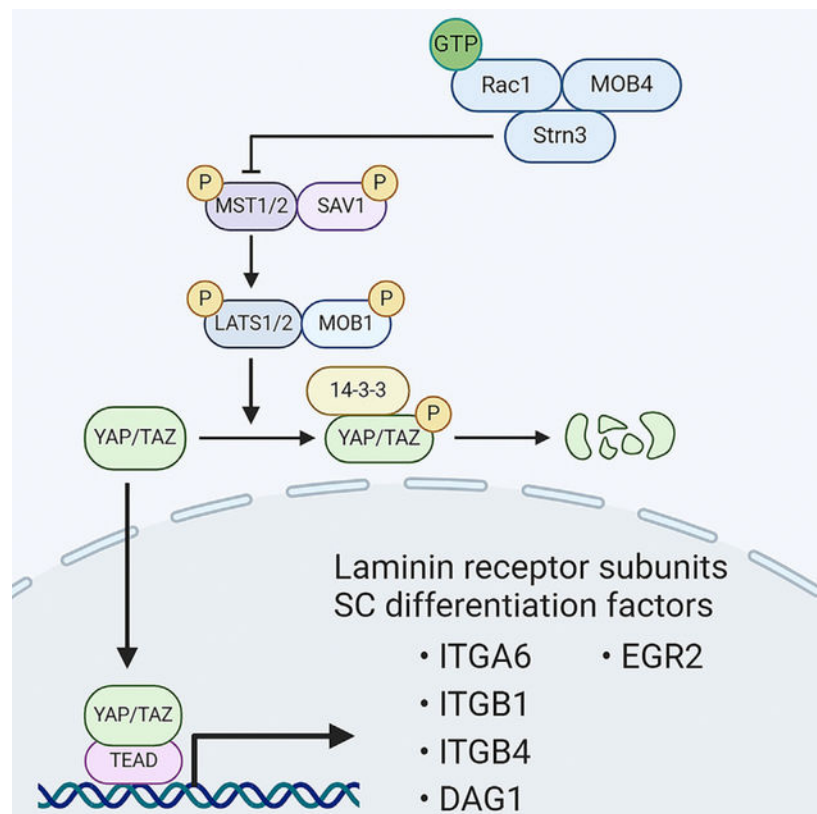 GTP
Rac1 MOB4
Strn3
P P
MST1/2 SAV1
P P
LATS1/2 MOB1
14-3-3
P
YAP/TAZ YAP/TAZ
Laminin receptor subunits
SC differentiation factors
• ITGA6 • EGR2
• ITGB1
• ITGB4
• DAG1
YAP/TAZ
TEAD